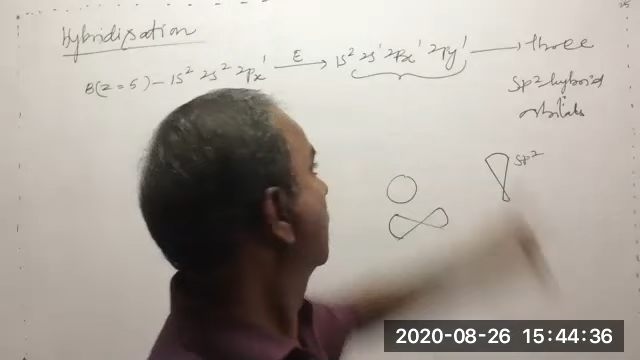 Hybridization
B(Z=5) – 1s² 2s² 2px¹ —E→ 1s² 2s¹ 2px¹ 2py¹ → three
sp² hybrid
orbitals
sp²
2020-08-26 15:44:36